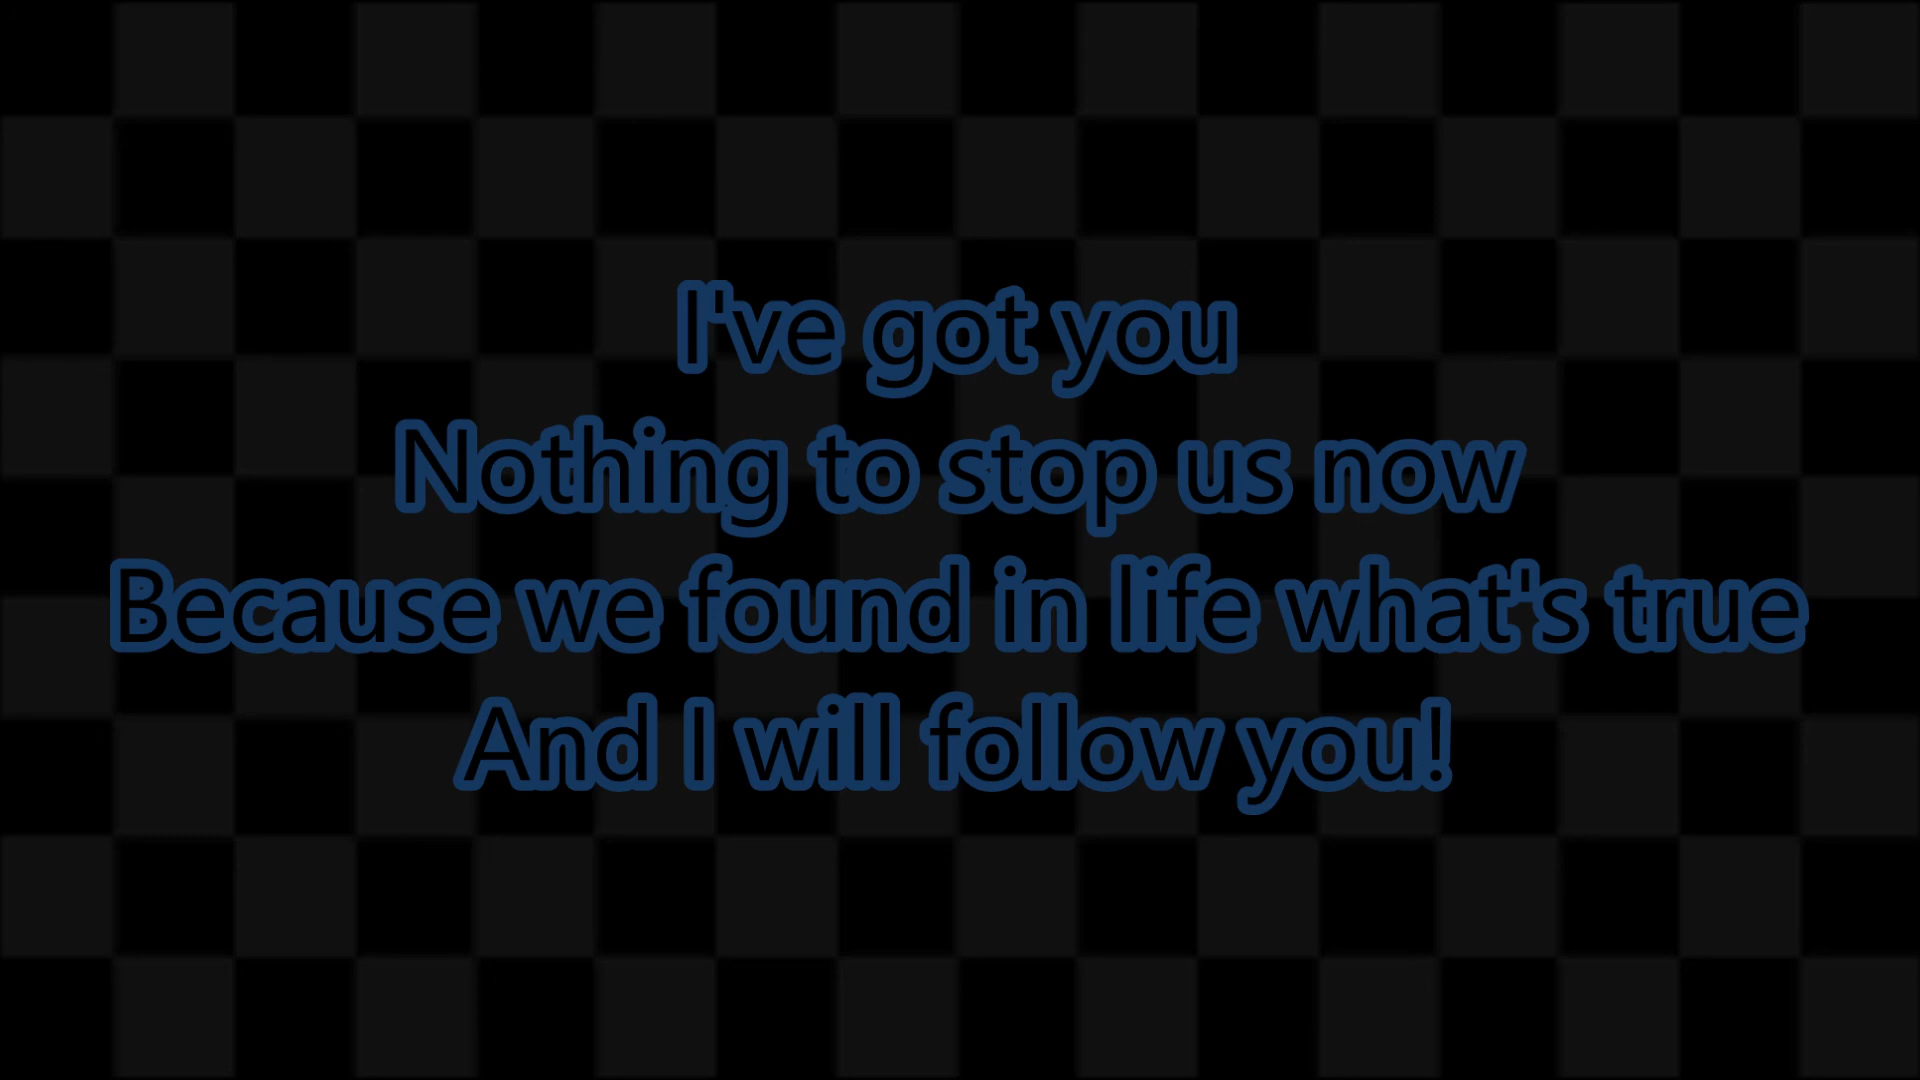 I've got you
Nothing to stop us now
Because we found in life what's true
And I will follow you!